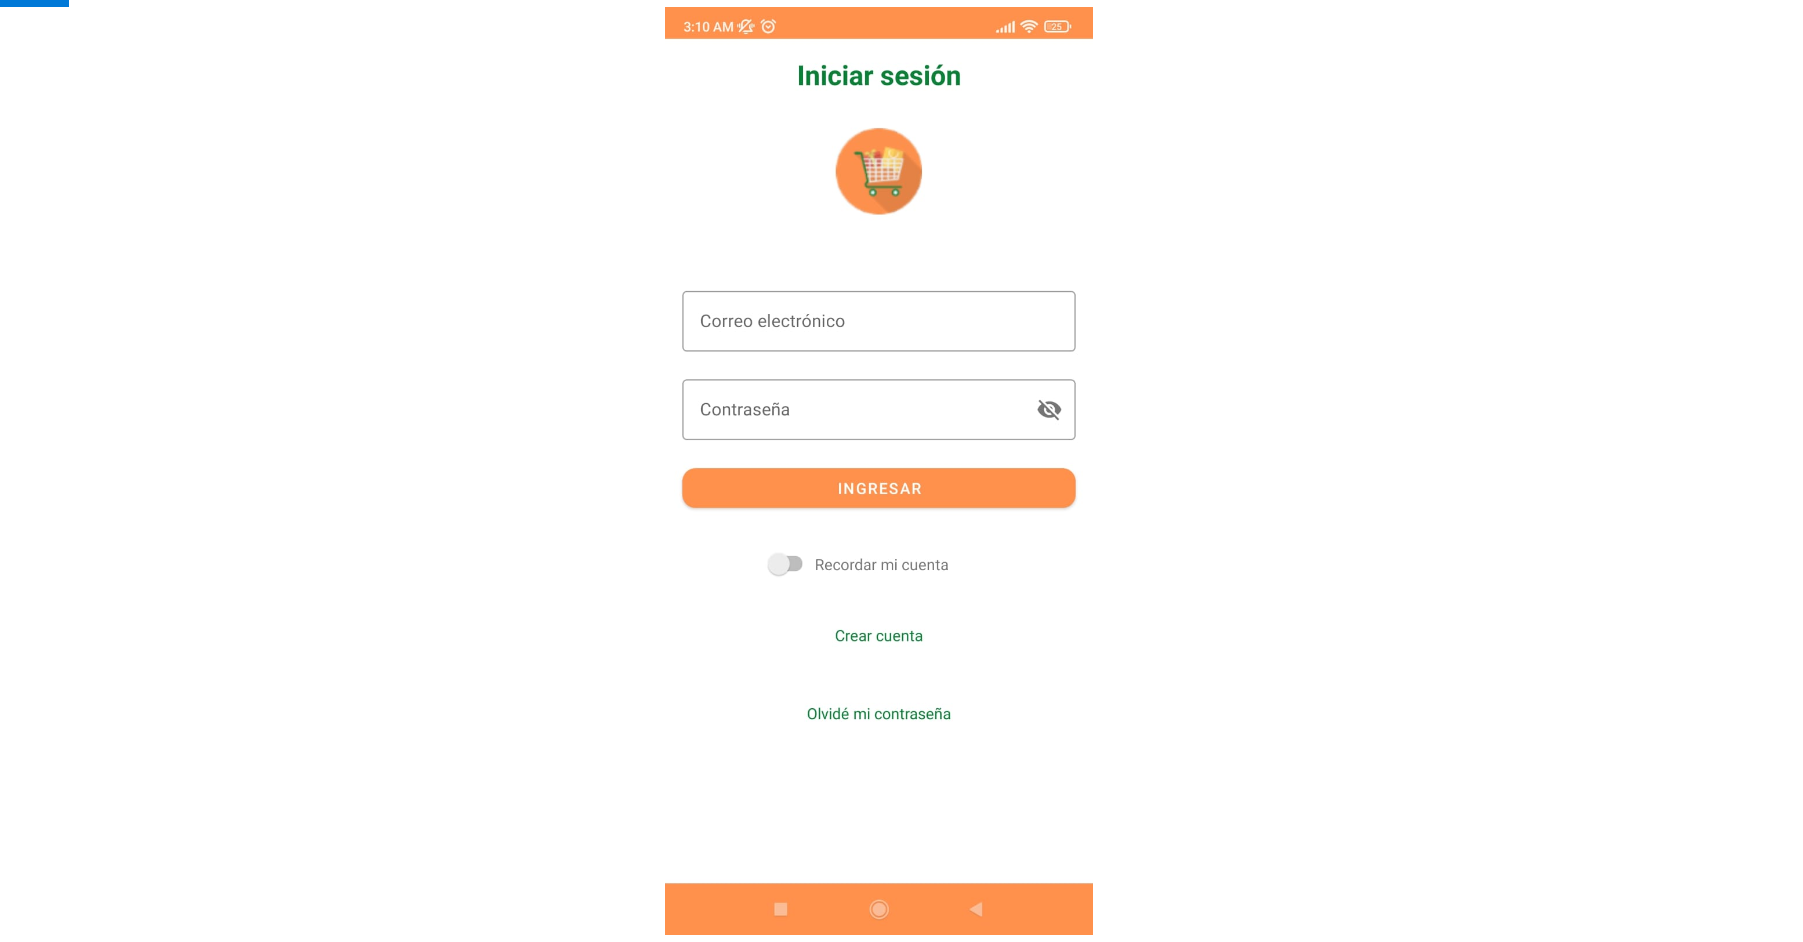 3:10 AM
25
Iniciar sesión
Correo electrónico
Contraseña
INGRESAR
Recordar mi cuenta
Crear cuenta
Olvidé mi contraseña